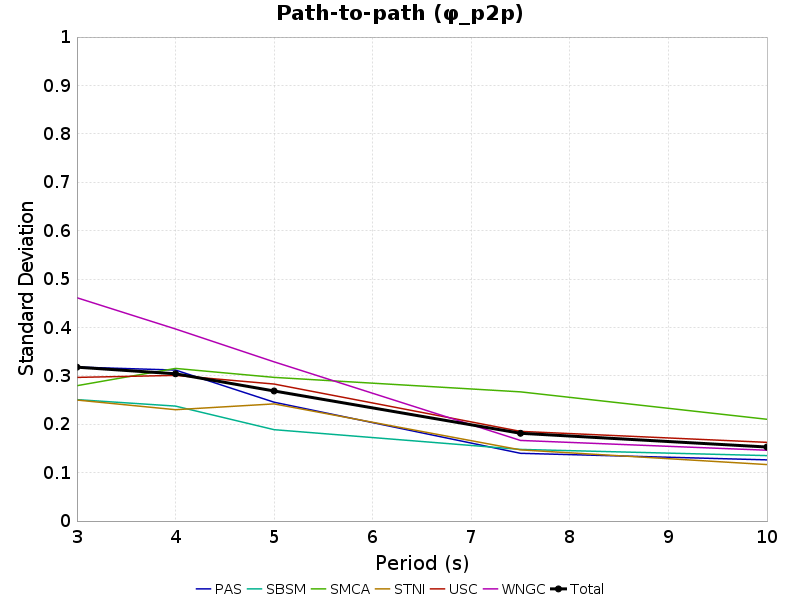 Path-to-path (φ_p2p)
1
0.9
0.8
0.7
0.6
0.5
0.4
0.3
0.2
0.1
0
Standard Deviation
3 4 5 6 7 8 9 10
Period (s)
PAS SBSM SMCA STNI USC WNGC Total